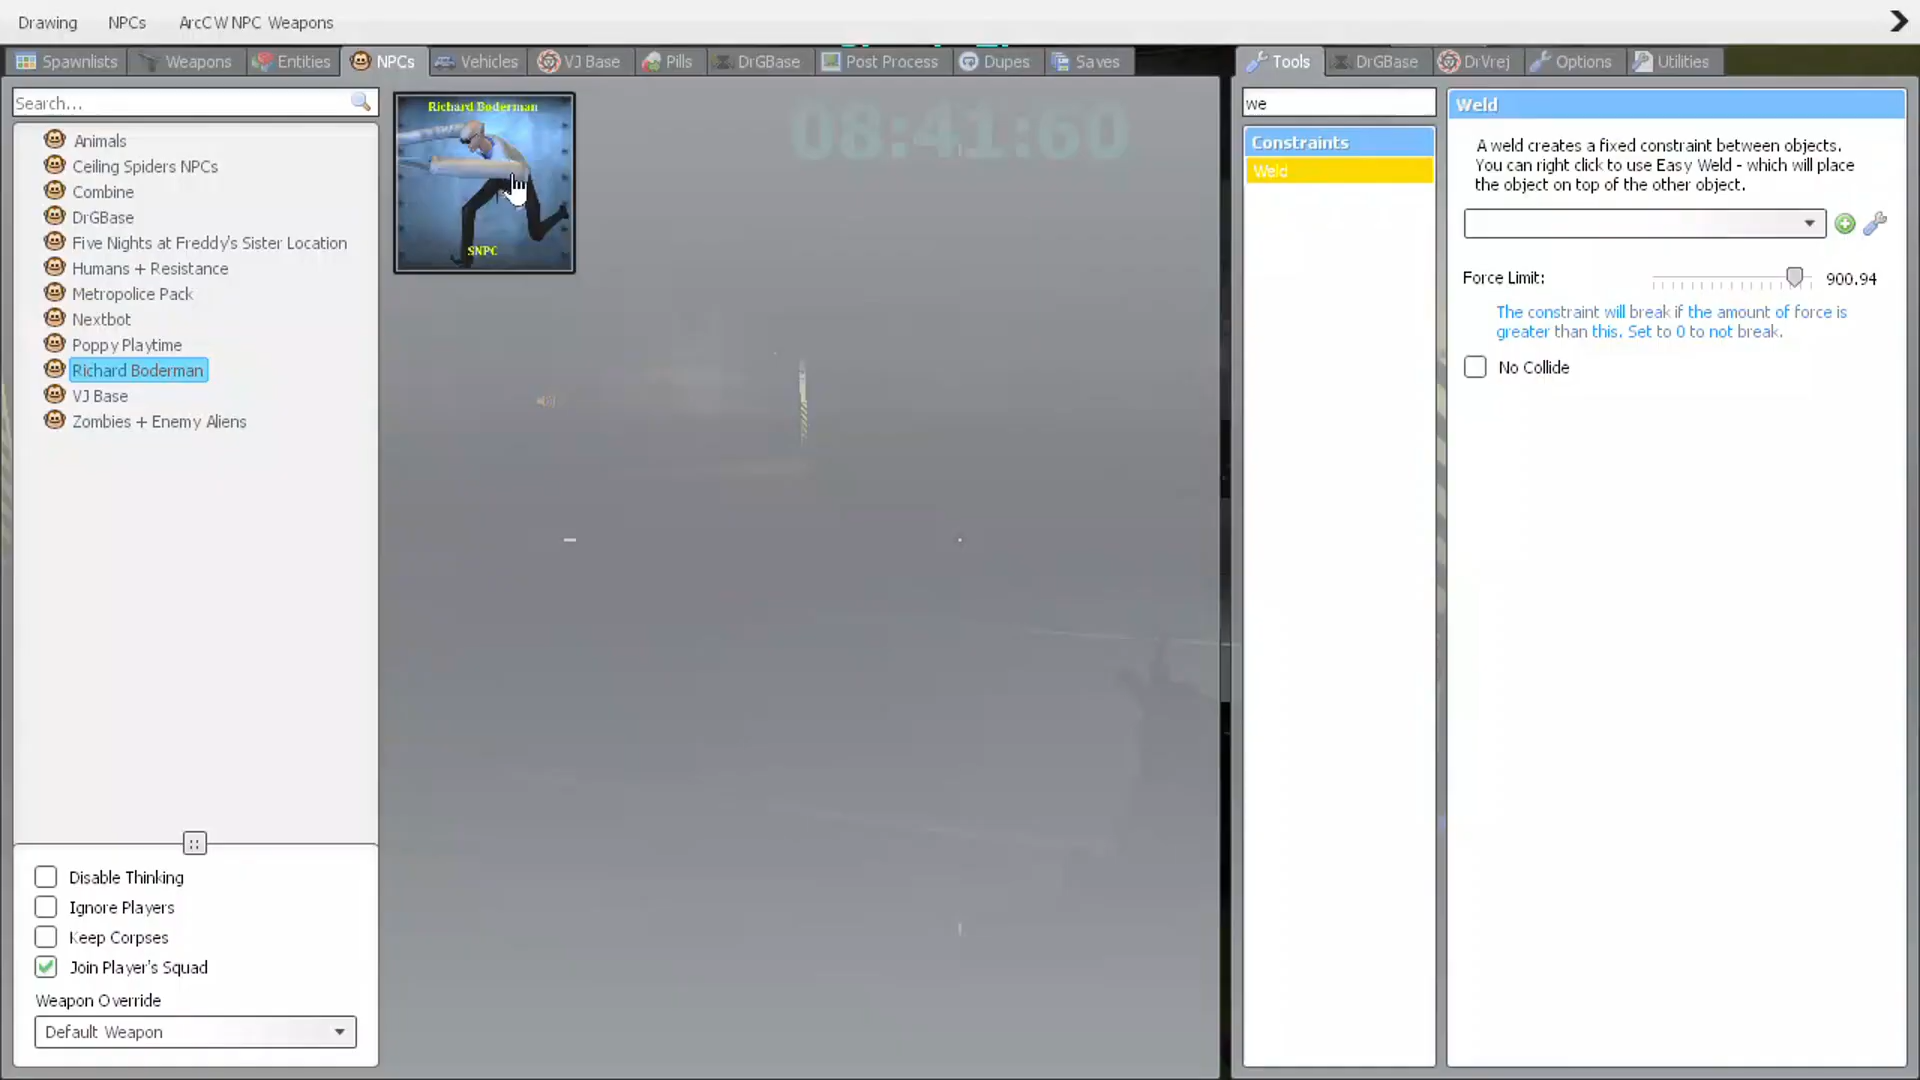 Drawing NPCs ArcCW NPC Weapons
Spawnlists Weapons Entities NPCs Vehicles VJ Base Pills DrGBase Post Process Dupes Saves
Tools DrGBase DrVrej Options Utilities
Search...
Animals
Ceiling Spiders NPCs
Combine
DrGBase
Five Nights at Freddy's Sister Location
Humans + Resistance
Metropolice Pack
Nextbot
Poppy Playtime
Richard Boderman
VJ Base
Zombies + Enemy Aliens
Disable Thinking
Ignore Players
Keep Corpses
Join Player's Squad
Weapon Override
Default Weapon
Richard Boderman
SNPC
08:41:60
we
Constraints
Weld
Weld
A weld creates a fixed constraint between objects.
You can right click to use Easy Weld - which will place
the object on top of the other object.
Force Limit: 900.94
The constraint will break if the amount of force is
greater than this. Set to 0 to not break.
No Collide